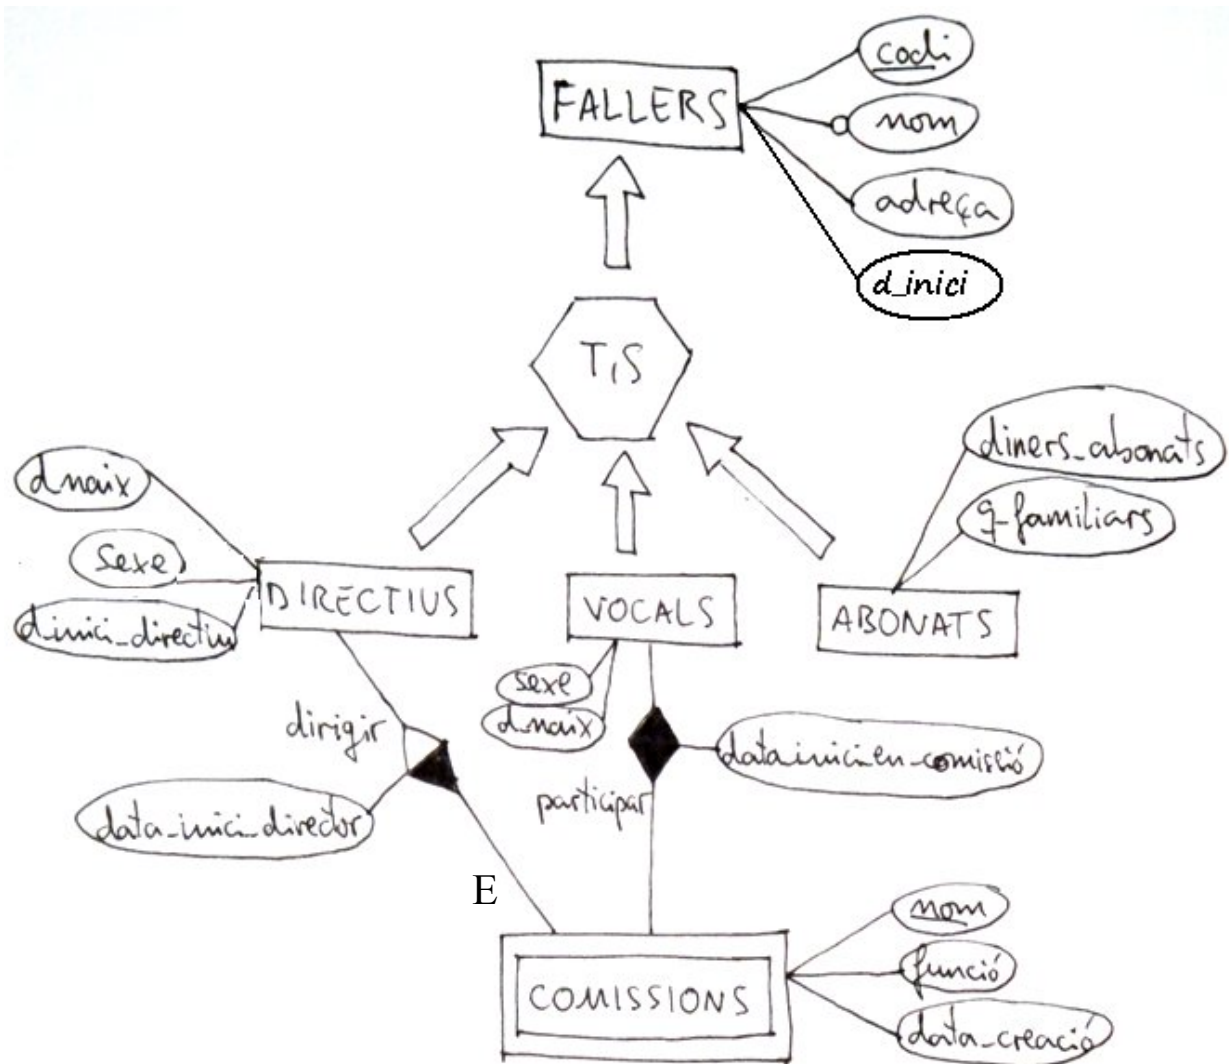 FALLERS
codi
nom
adreça
d_inici
T,S
d_naix
sexe
d_inici_directiu
DIRECTIUS
VOCALS
sexe
d_naix
ABONATS
diners_abonats
q_familiars
dirigir
data_inici_director
participar
data_inici_en_comissió
E
COMISSIONS
nom
funció
data_creació